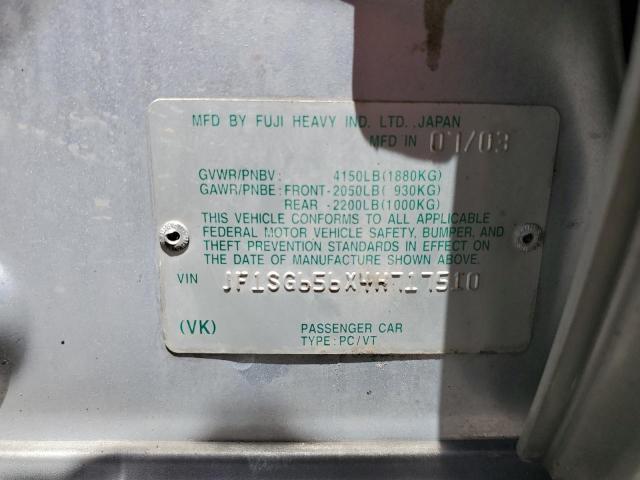 MFD BY FUJI HEAVY IND. LTD. JAPAN
MFD IN 07/03
GVWR/PNBV: 4150LB(1880KG)
GAWR/PNBE: FRONT-2050LB( 930KG)
REAR -2200LB(1000KG)
THIS VEHICLE CONFORMS TO ALL APPLICABLE
FEDERAL MOTOR VEHICLE SAFETY, BUMPER, AND
THEFT PREVENTION STANDARDS IN EFFECT ON
THE DATE OF MANUFACTURE SHOWN ABOVE.
VIN JF1SG656X4H717510
(VK) PASSENGER CAR
TYPE: PC/VT